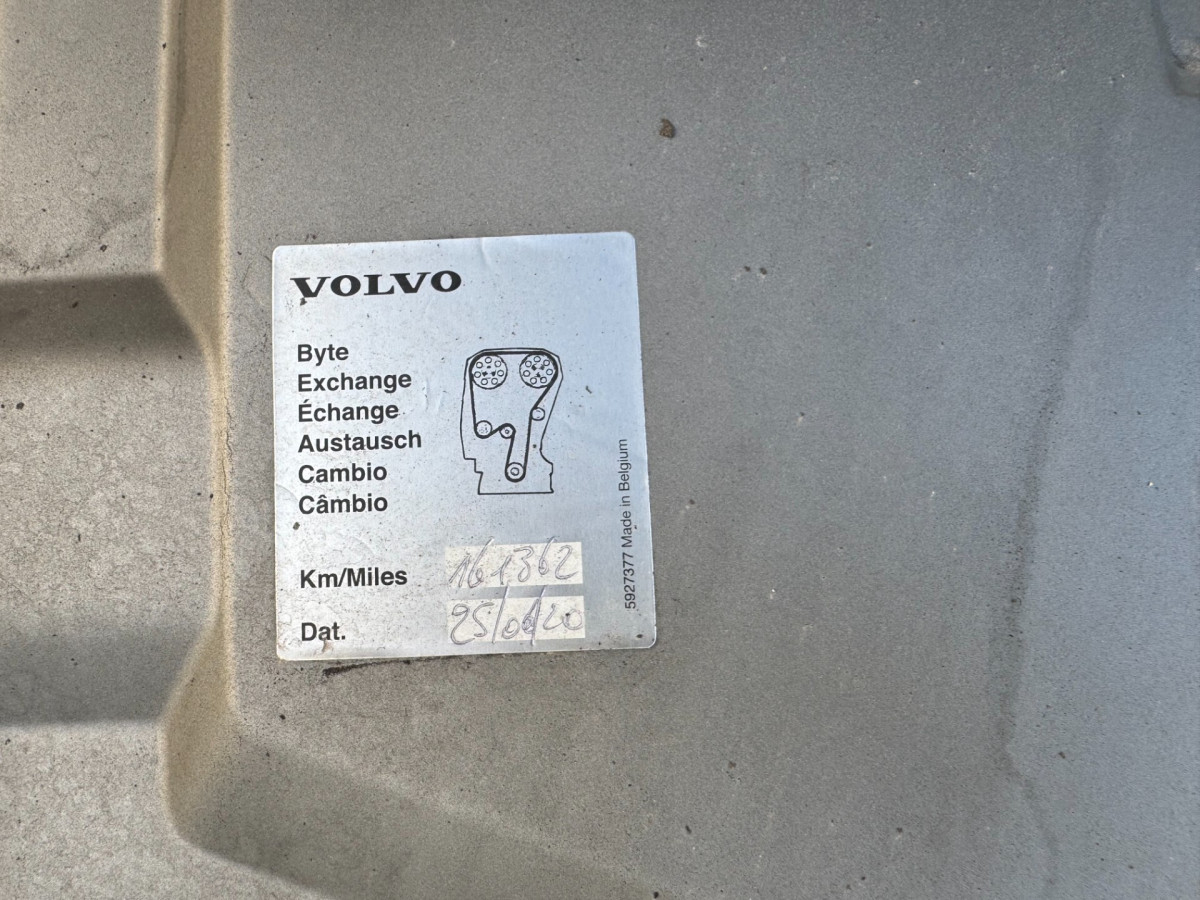 VOLVO
Byte
Exchange
Échange
Austausch
Cambio
Câmbio
Km/Miles 161362
Dat. 25/06/20
5927377 Made in Belgium